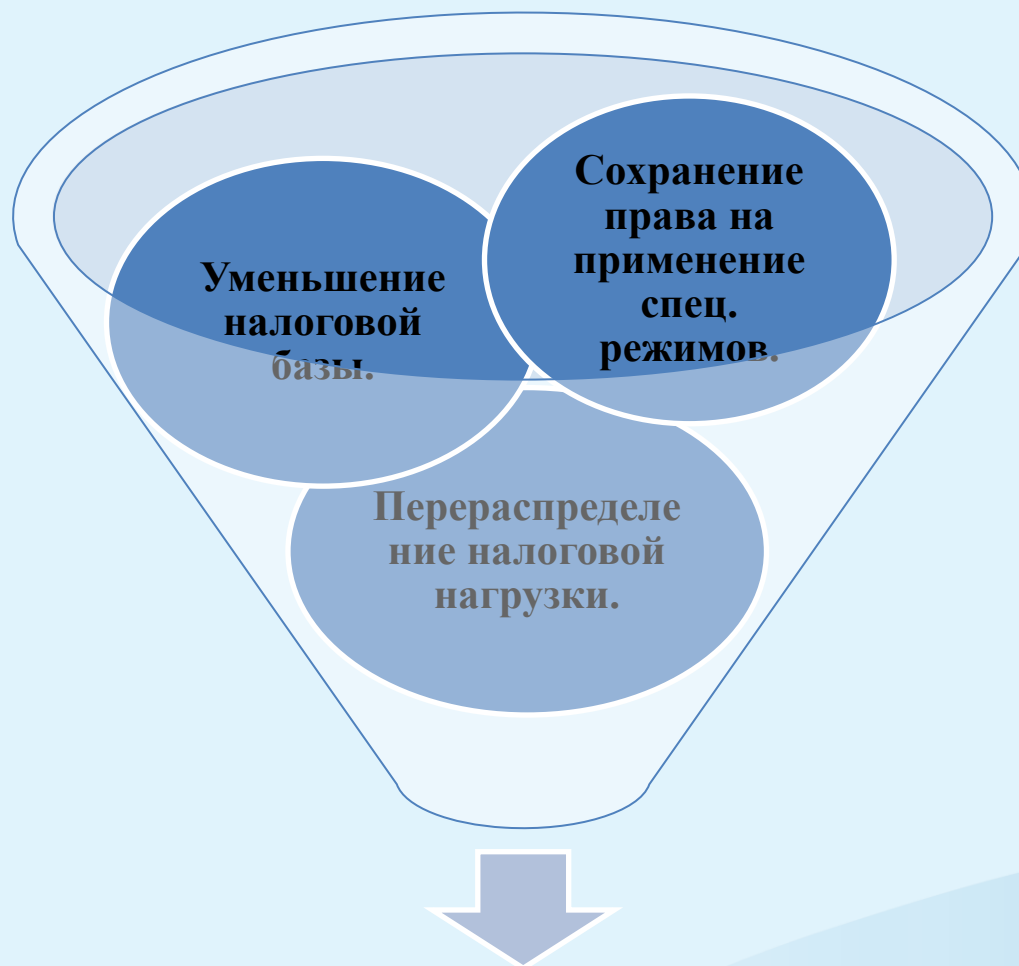 Сохранение
права на
применение
спец.
режимов.
Уменьшение
налоговой
базы.
Перераспределе
ние налоговой
нагрузки.